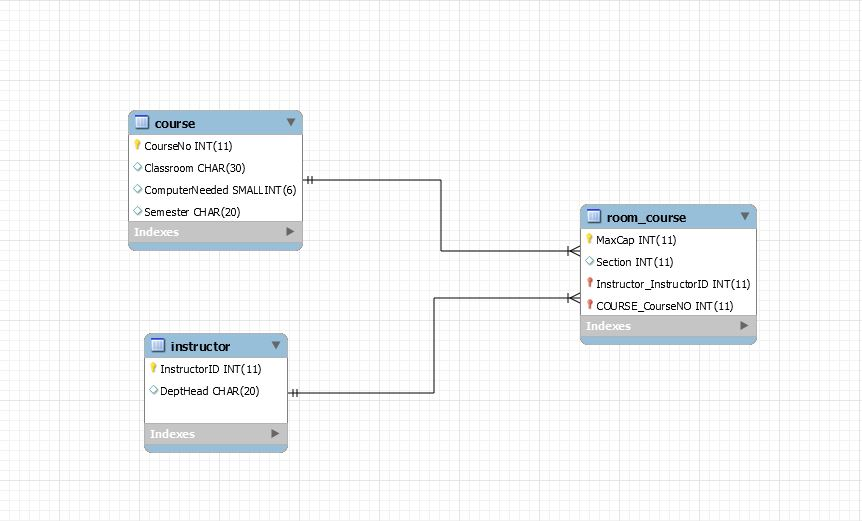 course
CourseNo INT(11)
Classroom CHAR(30)
ComputerNeeded SMALLINT(6)
Semester CHAR(20)
Indexes
instructor
InstructorID INT(11)
DeptHead CHAR(20)
Indexes
room_course
MaxCap INT(11)
Section INT(11)
Instructor_InstructorID INT(11)
COURSE_CourseNO INT(11)
Indexes